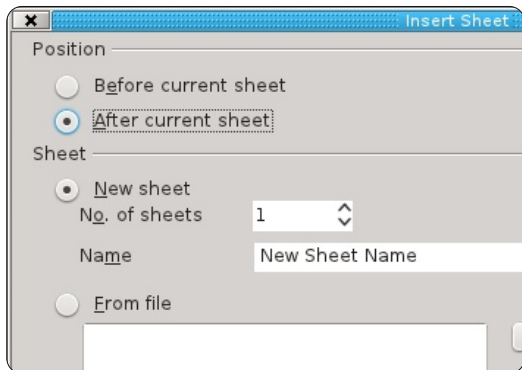 Insert Sheet
Position
Before current sheet
After current sheet
Sheet
New sheet
No. of sheets 1
Name New Sheet Name
From file